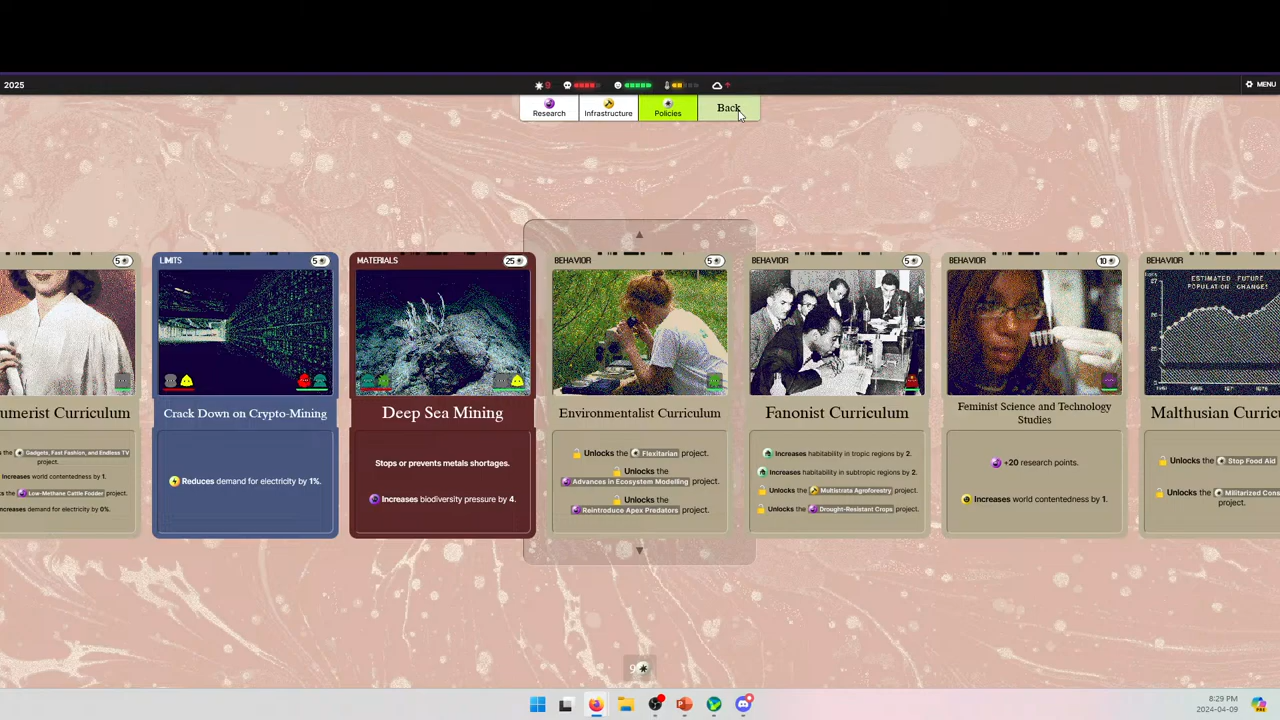 2025
9
MENU
Research
Infrastructure
Policies
Back
5
umerist Curriculum
Gadgets, Fast Fashion, and Endless TV
project.
ncreases world contentedness by 1.
Low-Methane Cattle Fodder project.
ncreases demand for electricity by 0%.
LIMITS
5
Crack Down on Crypto-Mining
Reduces demand for electricity by 1%.
MATERIALS
25
Deep Sea Mining
Stops or prevents metals shortages.
Increases biodiversity pressure by 4.
BEHAVIOR
5
Environmentalist Curriculum
Unlocks the Flexitarian project.
Unlocks the
Advances in Ecosystem Modelling project.
Unlocks the
Reintroduce Apex Predators project.
BEHAVIOR
5
Fanonist Curriculum
Increases habitability in tropic regions by 2.
Increases habitability in subtropic regions by 2.
Unlocks the Multistrata Agroforestry project.
Unlocks the Drought-Resistant Crops project.
BEHAVIOR
10
Feminist Science and Technology
Studies
+20 research points.
Increases world contentedness by 1.
BEHAVIOR
ESTIMATED FUTURE
POPULATION CHANGE!
Malthusian Curric
Unlocks the Stop Food Aid
Unlocks the Militarized Cons
project.
9
8:29 PM
2024-04-09